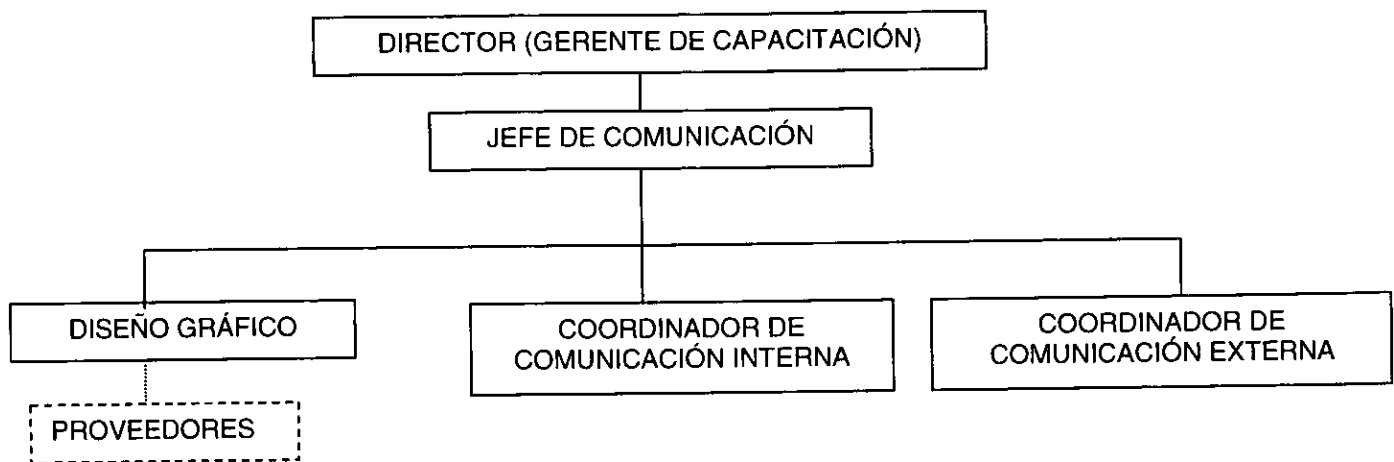 DIRECTOR (GERENTE DE CAPACITACIÓN)
JEFE DE COMUNICACIÓN
DISEÑO GRÁFICO
COORDINADOR DE
COMUNICACIÓN INTERNA
COORDINADOR DE
COMUNICACIÓN EXTERNA
PROVEEDORES